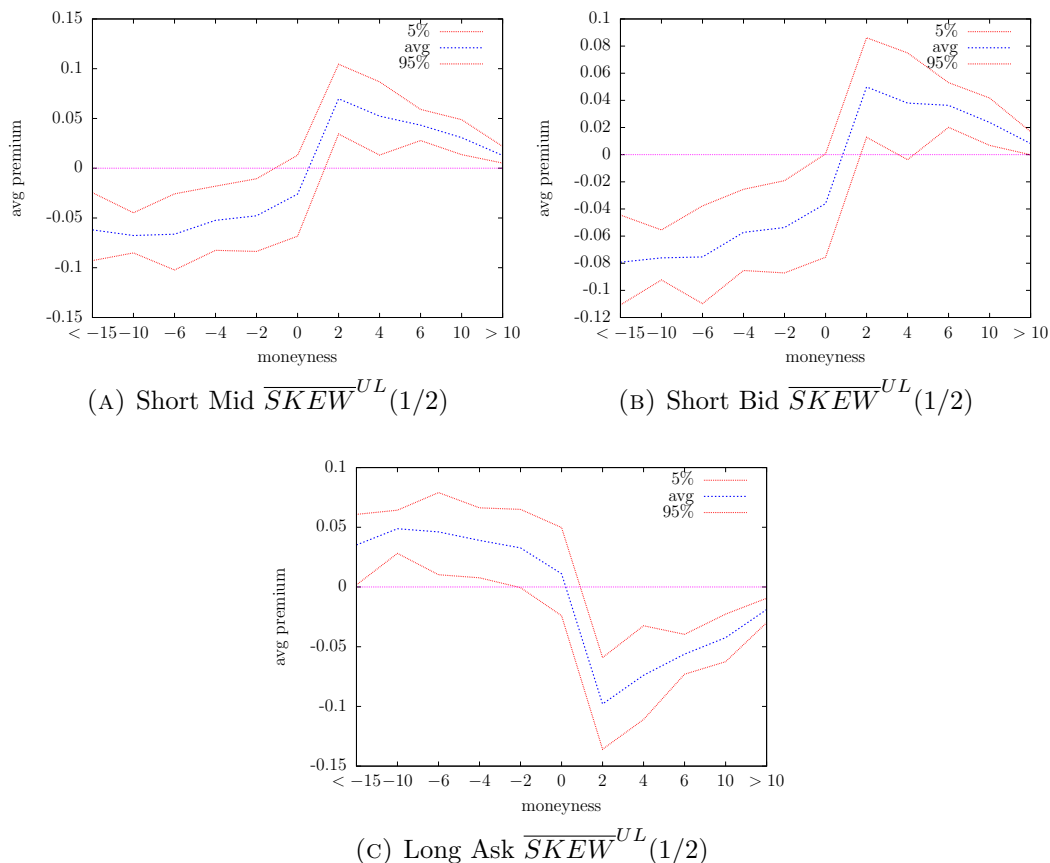 0.15
0.1
0.05
0
-0.05
-0.1
-0.15
avg premium
5%
avg
95%
< −15 −10 −6 −4 −2 0 2 4 6 10 > 10
moneyness
(A) Short Mid $\overline{SKEW}^{UL}(1/2)$
0.1
0.08
0.06
0.04
0.02
0
-0.02
-0.04
-0.06
-0.08
-0.1
-0.12
avg premium
5%
avg
95%
< −15 −10 −6 −4 −2 0 2 4 6 10 > 10
moneyness
(B) Short Bid $\overline{SKEW}^{UL}(1/2)$
0.1
0.05
0
-0.05
-0.1
-0.15
avg premium
5%
avg
95%
< −15 −10 −6 −4 −2 0 2 4 6 10 > 10
moneyness
(C) Long Ask $\overline{SKEW}^{UL}(1/2)$